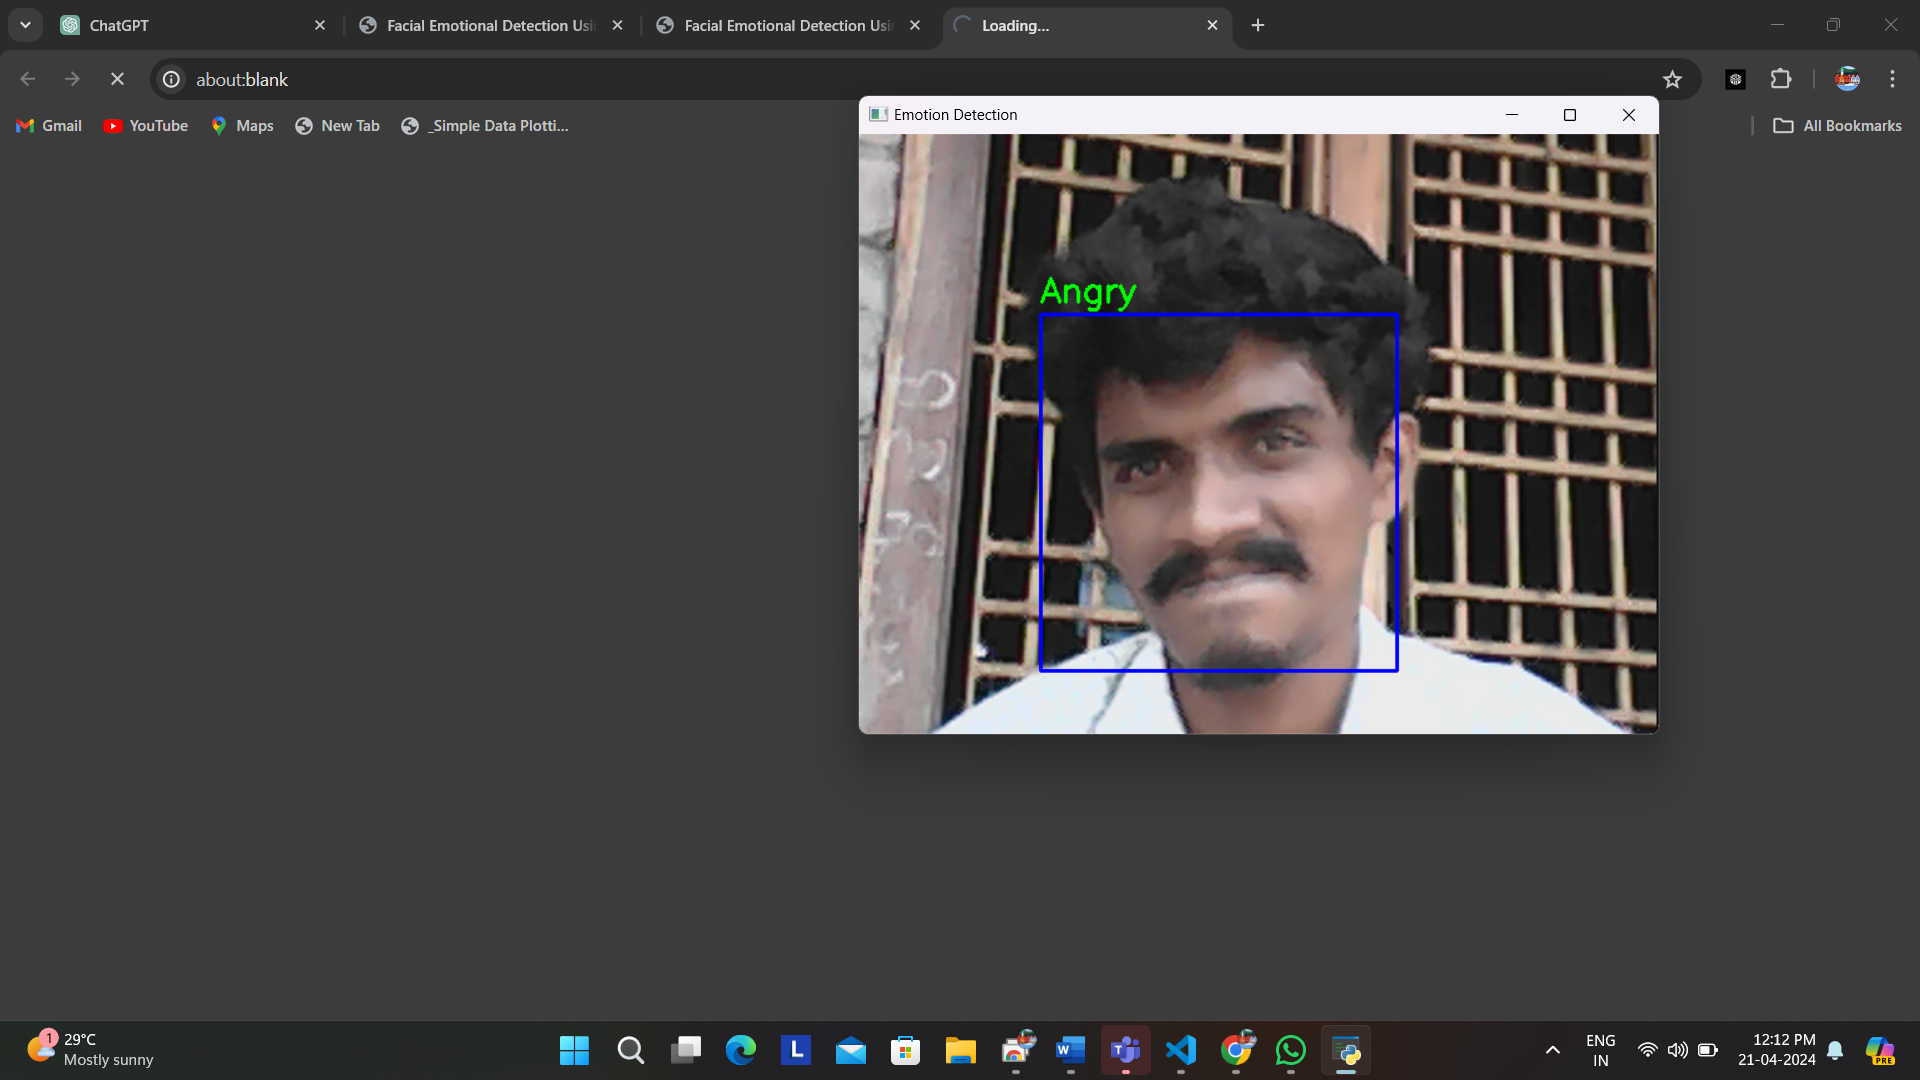 ChatGPT
Facial Emotional Detection Usi
Facial Emotional Detection Usi
Loading...
about:blank
Gmail
YouTube
Maps
New Tab
_Simple Data Plotti...
All Bookmarks
Emotion Detection
Angry
1
29°C
Mostly sunny
L
W
T
PRE
ENG
IN
12:12 PM
21-04-2024